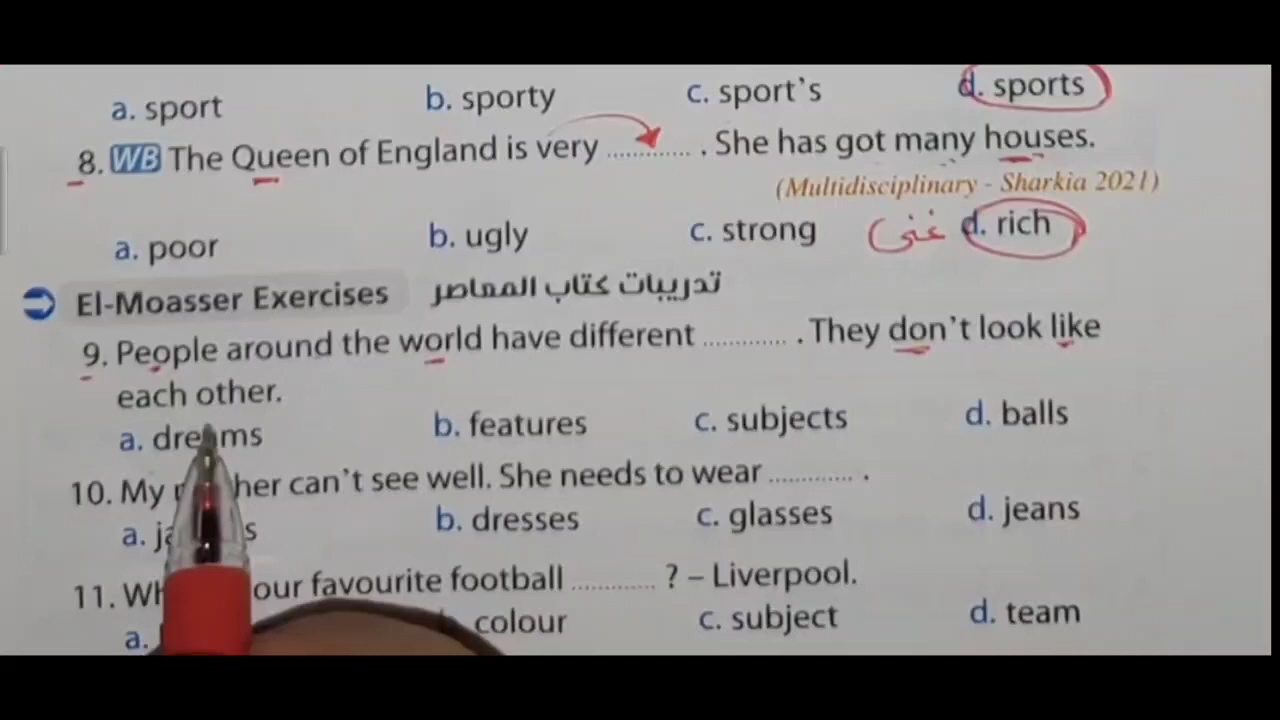 a. sport b. sporty c. sport's d. sports
8. WB The Queen of England is very ............ . She has got many houses.
(Multidisciplinary - Sharkia 2021)
a. poor b. ugly c. strong غنى d. rich
El-Moasser Exercises تدريبات كتاب المعاصر
9. People around the world have different ............ . They don't look like
each other.
a. dreams b. features c. subjects d. balls
10. My can't see well. She needs to wear ............ .
a. b. dresses c. glasses d. jeans
11. favourite football ............ ? – Liverpool.
a. colour c. subject d. team